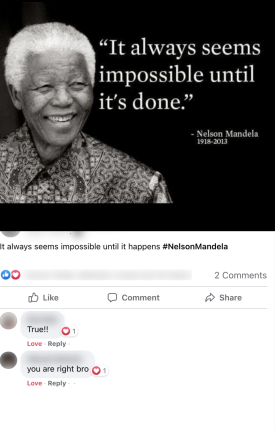 “It always seems
impossible until
it’s done.”
- Nelson Mandela
1918-2013
It always seems impossible until it happens #NelsonMandela
2 Comments
Like Comment Share
True!! 1
Love · Reply ·
you are right bro 1
Love · Reply · ·